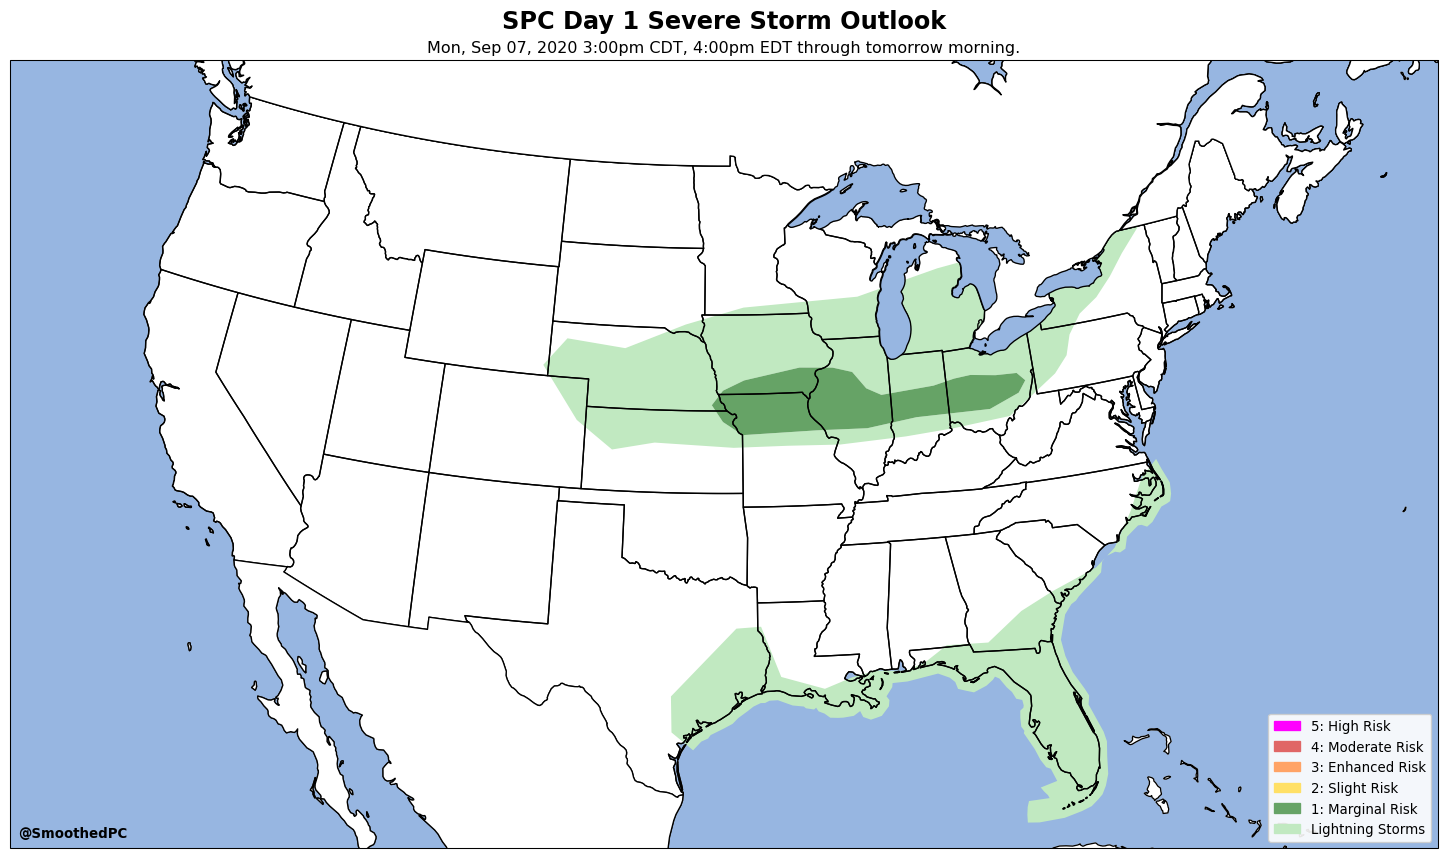 SPC Day 1 Severe Storm Outlook
Mon, Sep 07, 2020 3:00pm CDT, 4:00pm EDT through tomorrow morning.
5: High Risk
4: Moderate Risk
3: Enhanced Risk
2: Slight Risk
1: Marginal Risk
Lightning Storms
@SmoothedPC